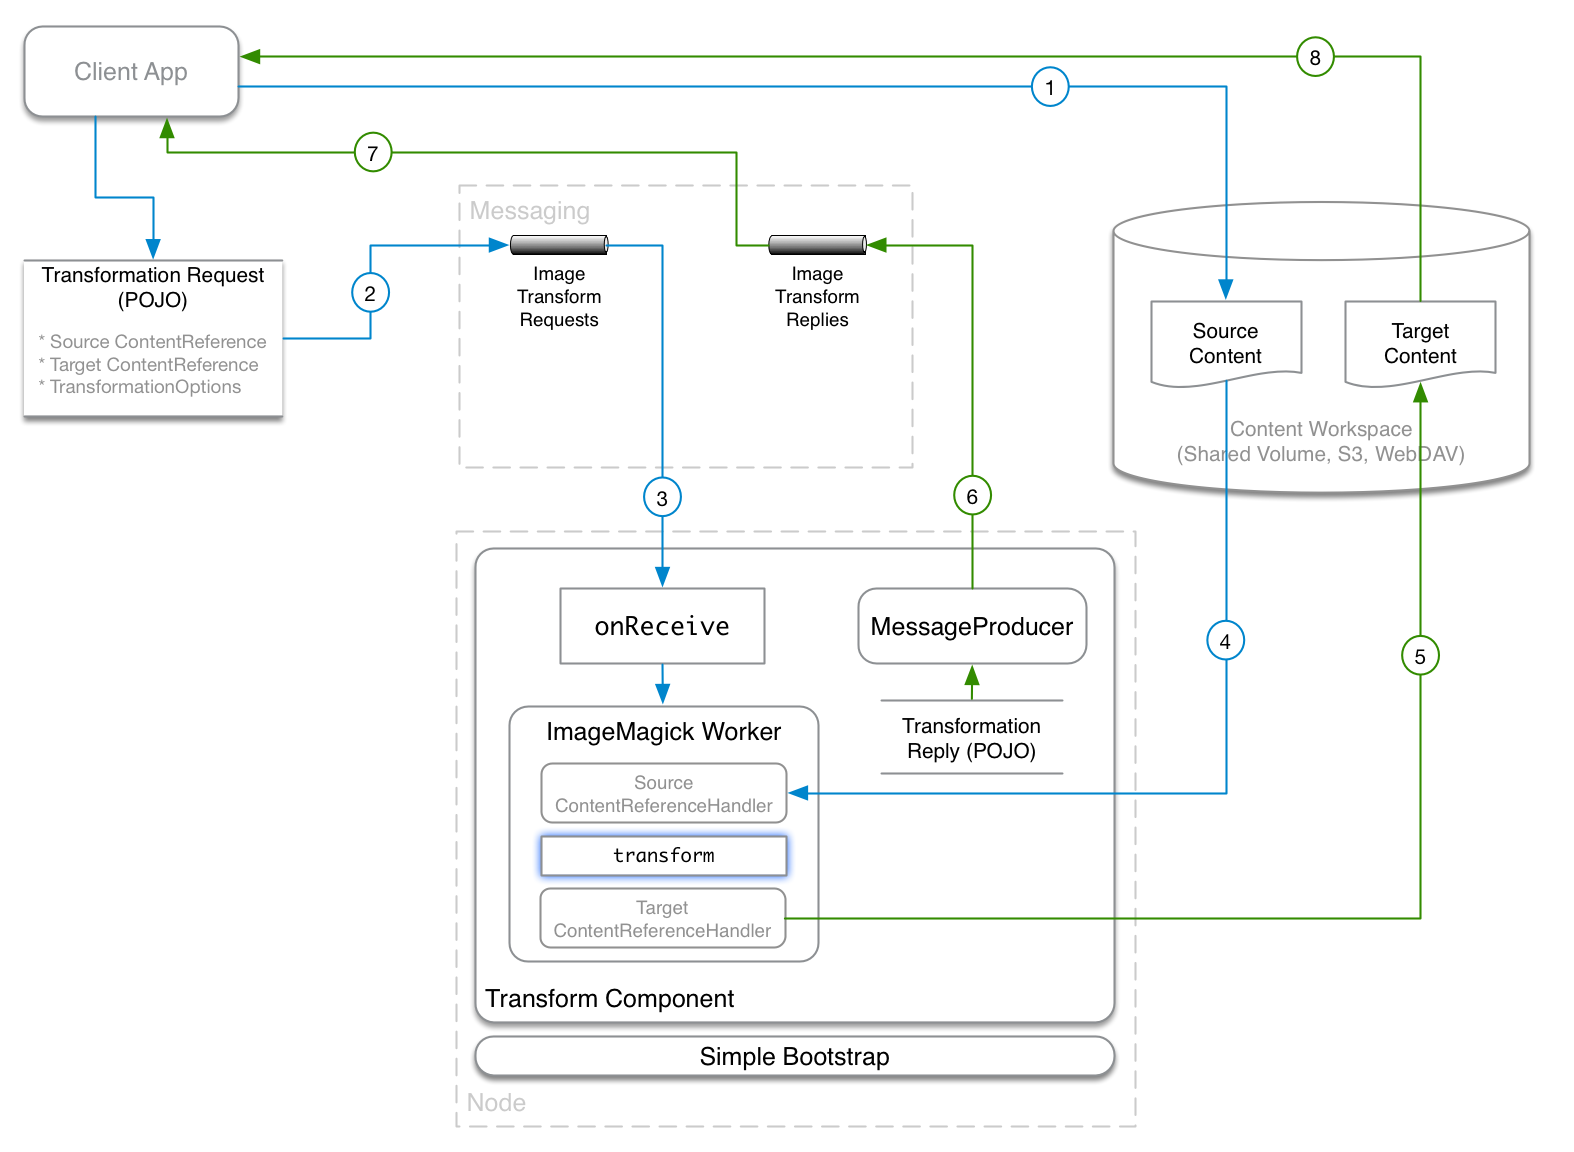 Client App
8
1
7
Messaging
Transformation Request
(POJO)
* Source ContentReference
* Target ContentReference
* TransformationOptions
2
Image
Transform
Requests
Image
Transform
Replies
Source
Content
Target
Content
Content Workspace
(Shared Volume, S3, WebDAV)
3
6
onReceive
MessageProducer
4
5
ImageMagick Worker
Transformation
Reply (POJO)
Source
ContentReferenceHandler
transform
Target
ContentReferenceHandler
Transform Component
Simple Bootstrap
Node